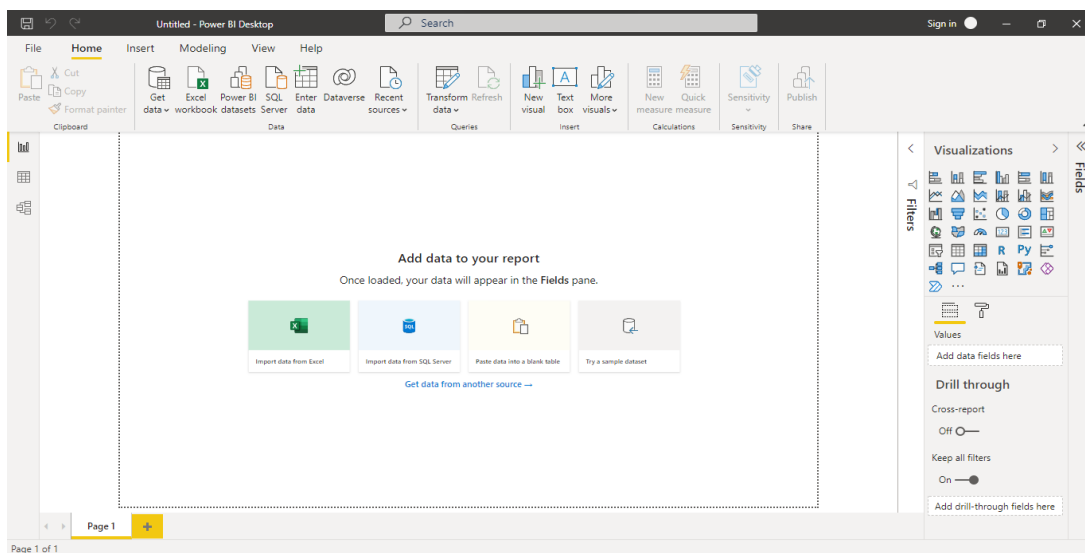 Untitled - Power BI Desktop
Search
Sign in
File Home Insert Modeling View Help
Paste
Cut
Copy
Format painter
Get data
Excel workbook
Power BI datasets
SQL Server
Enter data
Dataverse
Recent sources
Transform data
Refresh
New visual
Text box
More visuals
New measure
Quick measure
Sensitivity
Publish
Clipboard
Data
Queries
Insert
Calculations
Sensitivity
Share
Add data to your report
Once loaded, your data will appear in the Fields pane.
SQL
Import data from Excel
Import data from SQL Server
Paste data into a blank table
Try a sample dataset
Get data from another source →
Filters
Visualizations
123
R Py
Values
Add data fields here
Drill through
Cross-report
Off
Keep all filters
On
Add drill-through fields here
Fields
Page 1
Page 1 of 1